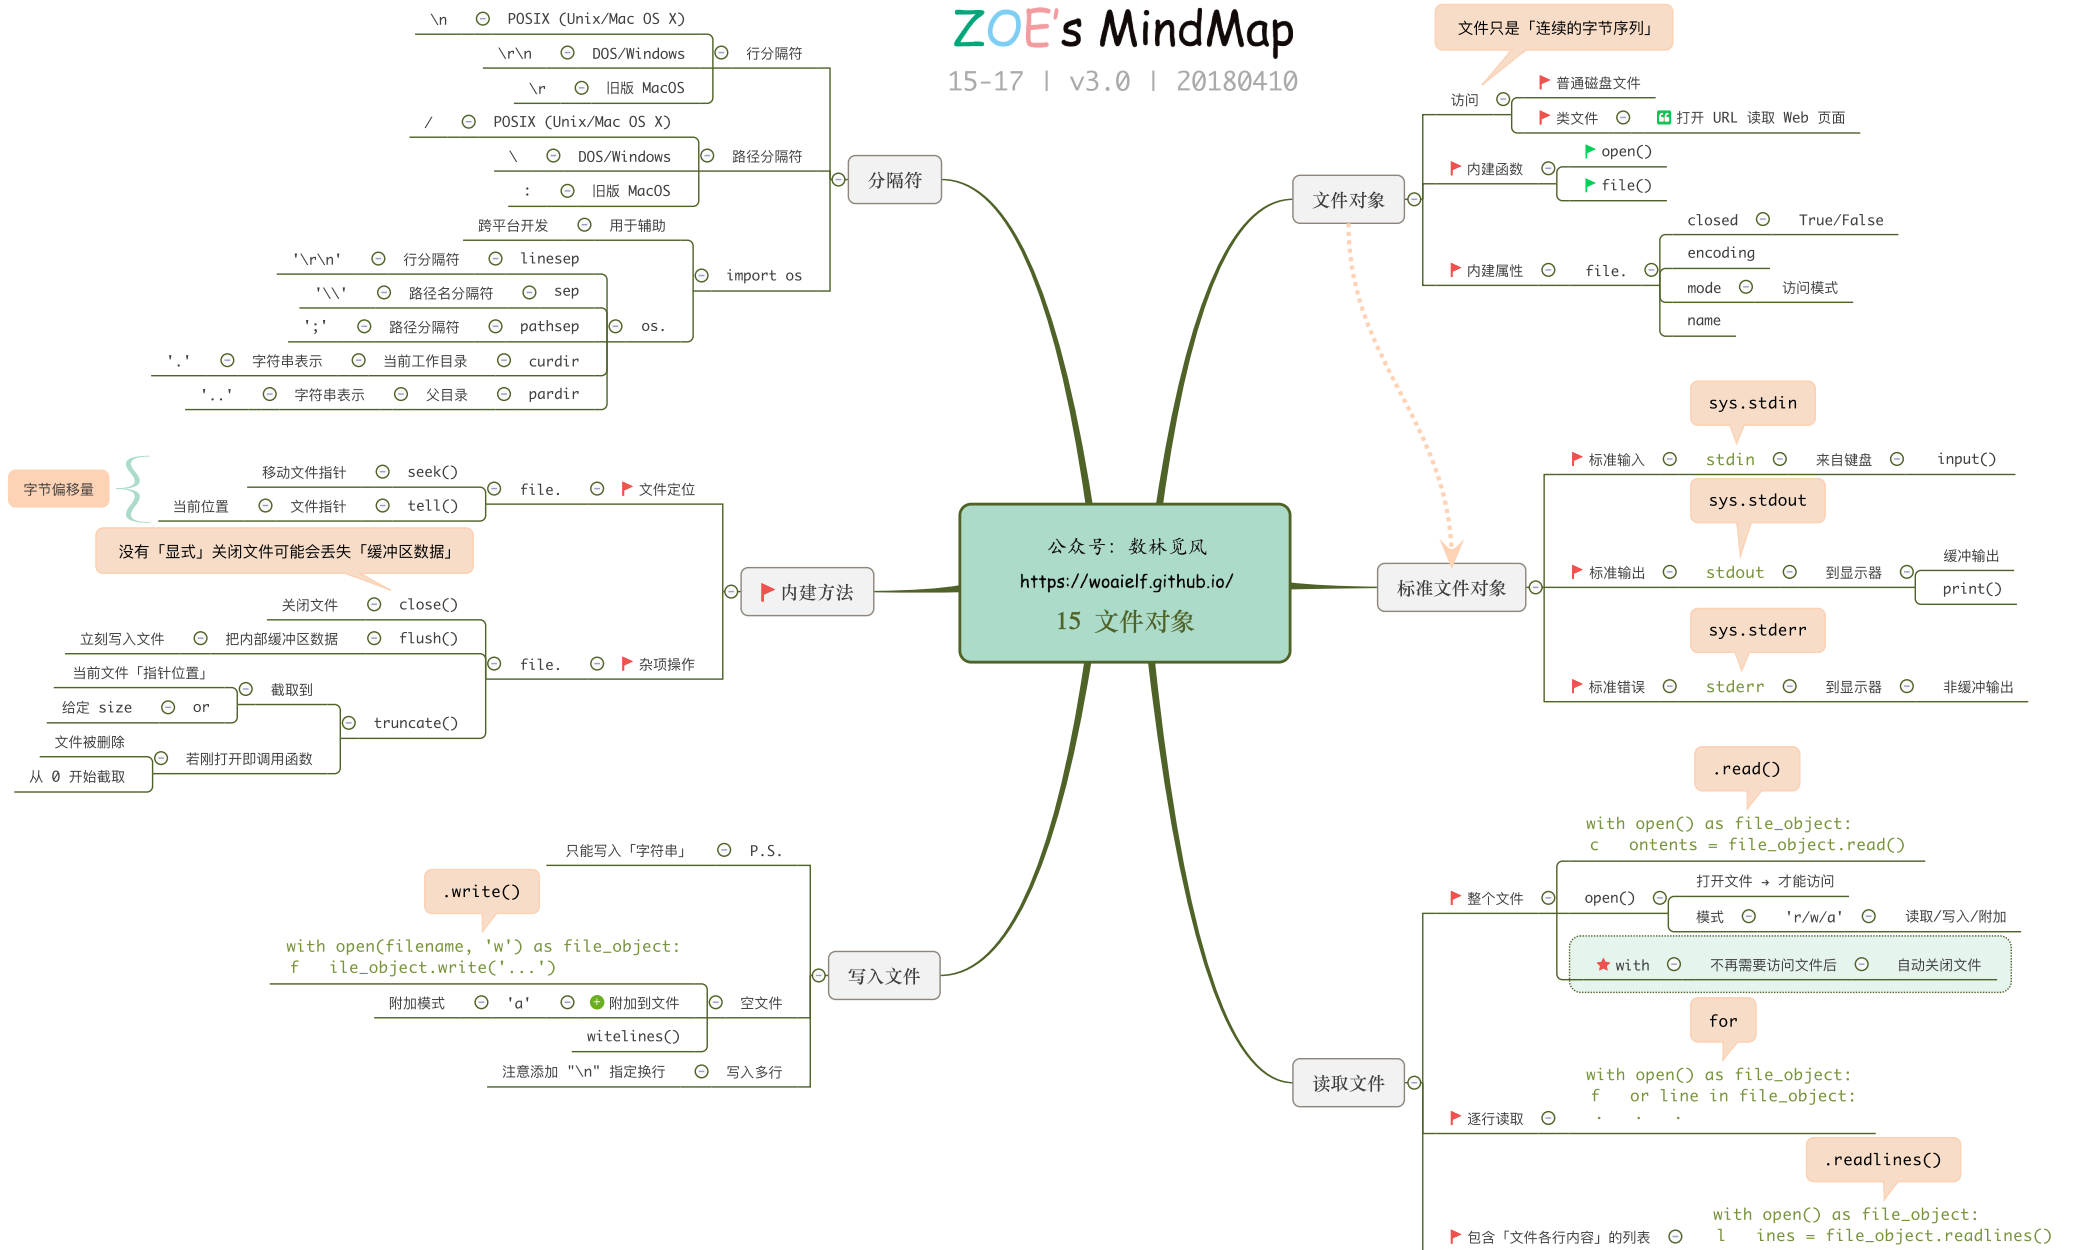 ZOE's MindMap
15-17 | v3.0 | 20180410
公众号：数林觅风
https://woaielf.github.io/
15 文件对象
文件对象
文件只是「连续的字节序列」
访问
普通磁盘文件
类文件
打开 URL 读取 Web 页面
内建函数
open()
file()
内建属性
file.
closed
True/False
encoding
mode
访问模式
name
标准文件对象
sys.stdin
标准输入
stdin
来自键盘
input()
sys.stdout
标准输出
stdout
到显示器
缓冲输出
print()
sys.stderr
标准错误
stderr
到显示器
非缓冲输出
读取文件
.read()
with open() as file_object:
c   ontents = file_object.read()
整个文件
open()
打开文件 → 才能访问
模式
'r/w/a'
读取/写入/附加
with
不再需要访问文件后
自动关闭文件
for
with open() as file_object:
f   or line in file_object:
.   .   .
逐行读取
.readlines()
with open() as file_object:
l   ines = file_object.readlines()
包含「文件各行内容」的列表
分隔符
行分隔符
POSIX (Unix/Mac OS X)
\n
DOS/Windows
\r\n
旧版 MacOS
\r
路径分隔符
POSIX (Unix/Mac OS X)
/
DOS/Windows
\
旧版 MacOS
:
import os
用于辅助
跨平台开发
os.
linesep
行分隔符
'\r\n'
sep
路径名分隔符
'\\'
pathsep
路径分隔符
';'
curdir
当前工作目录
字符串表示
'.'
pardir
父目录
字符串表示
'..'
内建方法
文件定位
file.
seek()
移动文件指针
tell()
文件指针
当前位置
字节偏移量
没有「显式」关闭文件可能会丢失「缓冲区数据」
杂项操作
file.
close()
关闭文件
flush()
把内部缓冲区数据
立刻写入文件
truncate()
截取到
当前文件「指针位置」
or
给定 size
若刚打开即调用函数
文件被删除
从 0 开始截取
写入文件
P.S.
只能写入「字符串」
.write()
with open(filename, 'w') as file_object:
f   ile_object.write('...')
空文件
附加到文件
'a'
附加模式
witelines()
写入多行
注意添加 "\n" 指定换行